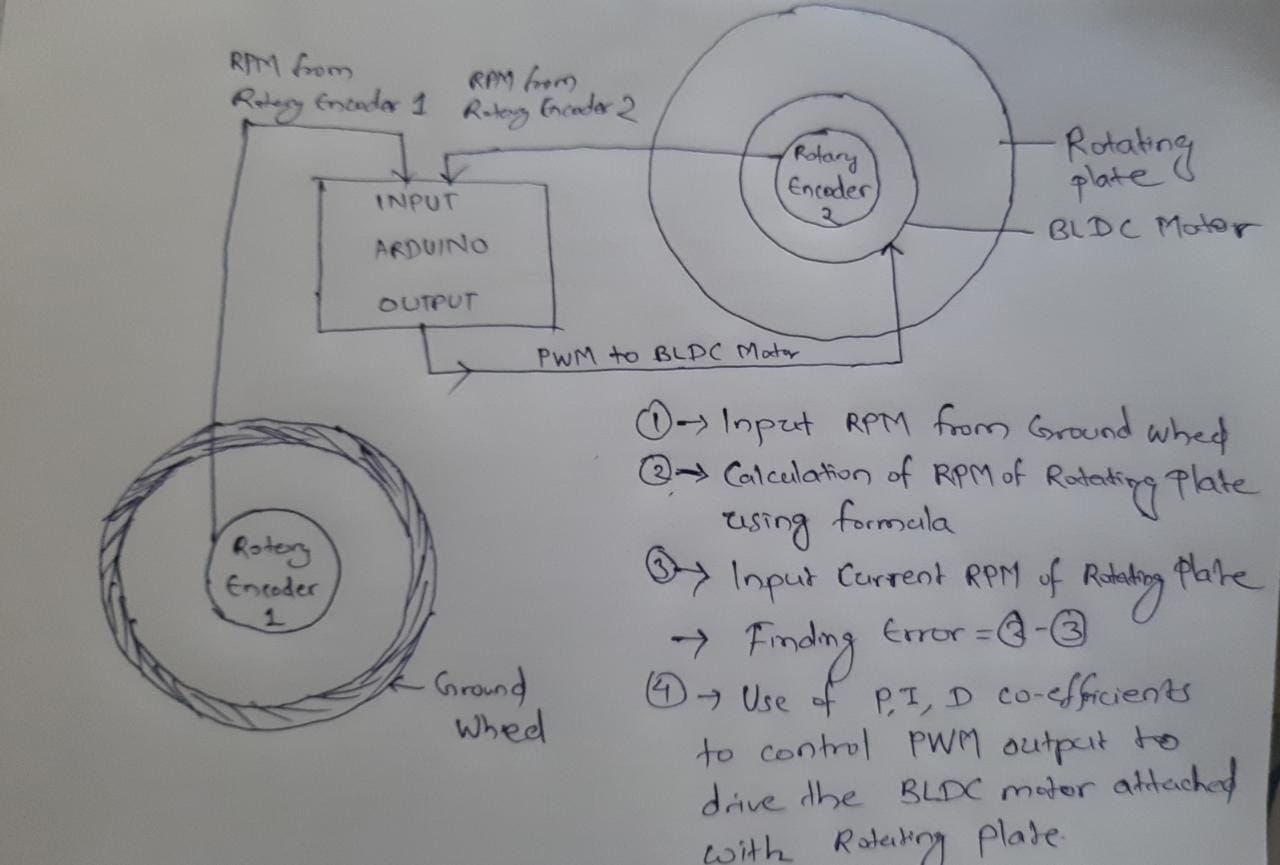 RPM from
Rotary Encoder 1
RPM from
Rotary Encoder 2
INPUT
ARDUINO
OUTPUT
Rotary
Encoder
2
Rotating
plate
BLDC Motor
PWM to BLDC Motor
Rotary
Encoder
1
Ground
Wheel
① → Input RPM from Ground wheel
② → Calculation of RPM of Rotating Plate
using formula
③ → Input Current RPM of Rotating Plate
→ Finding Error = ② - ③
④ → Use of P, I, D co-efficients
to control PWM output to
drive the BLDC motor attached
with Rotating Plate.